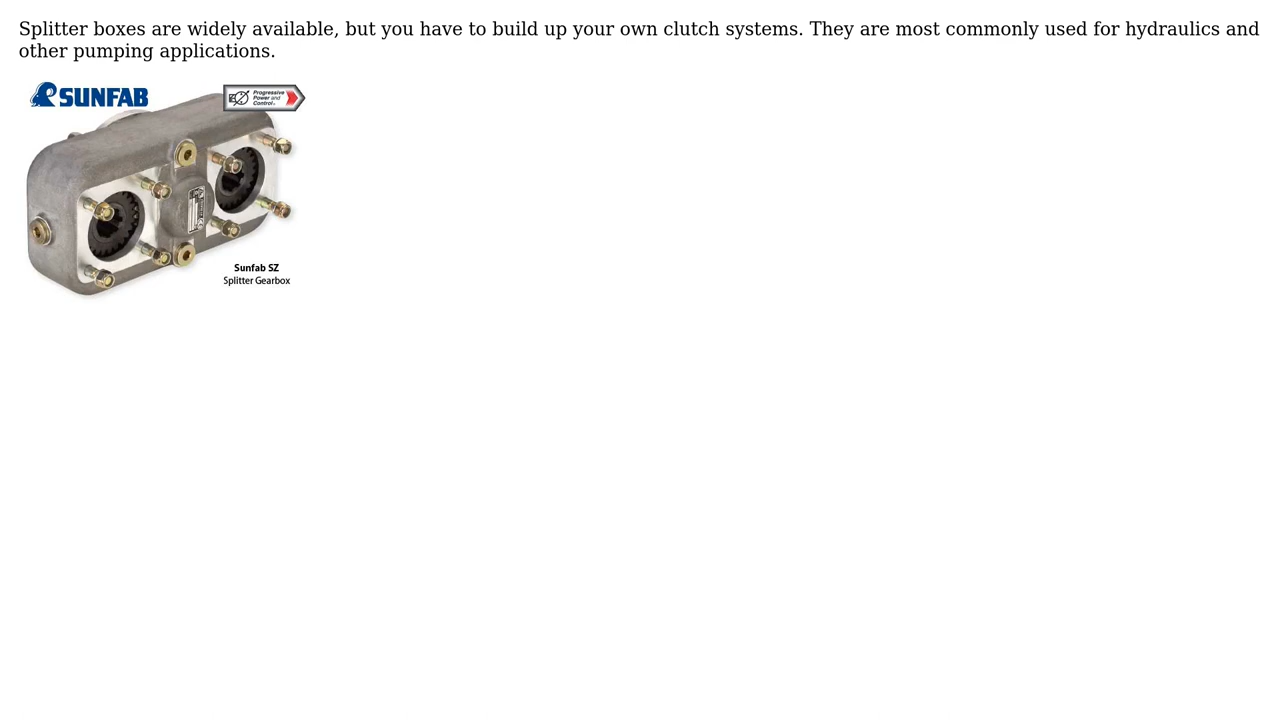 Splitter boxes are widely available, but you have to build up your own clutch systems. They are most commonly used for hydraulics and
other pumping applications.
SUNFAB
Progressive
Power and
Control
Sunfab SZ
Splitter Gearbox